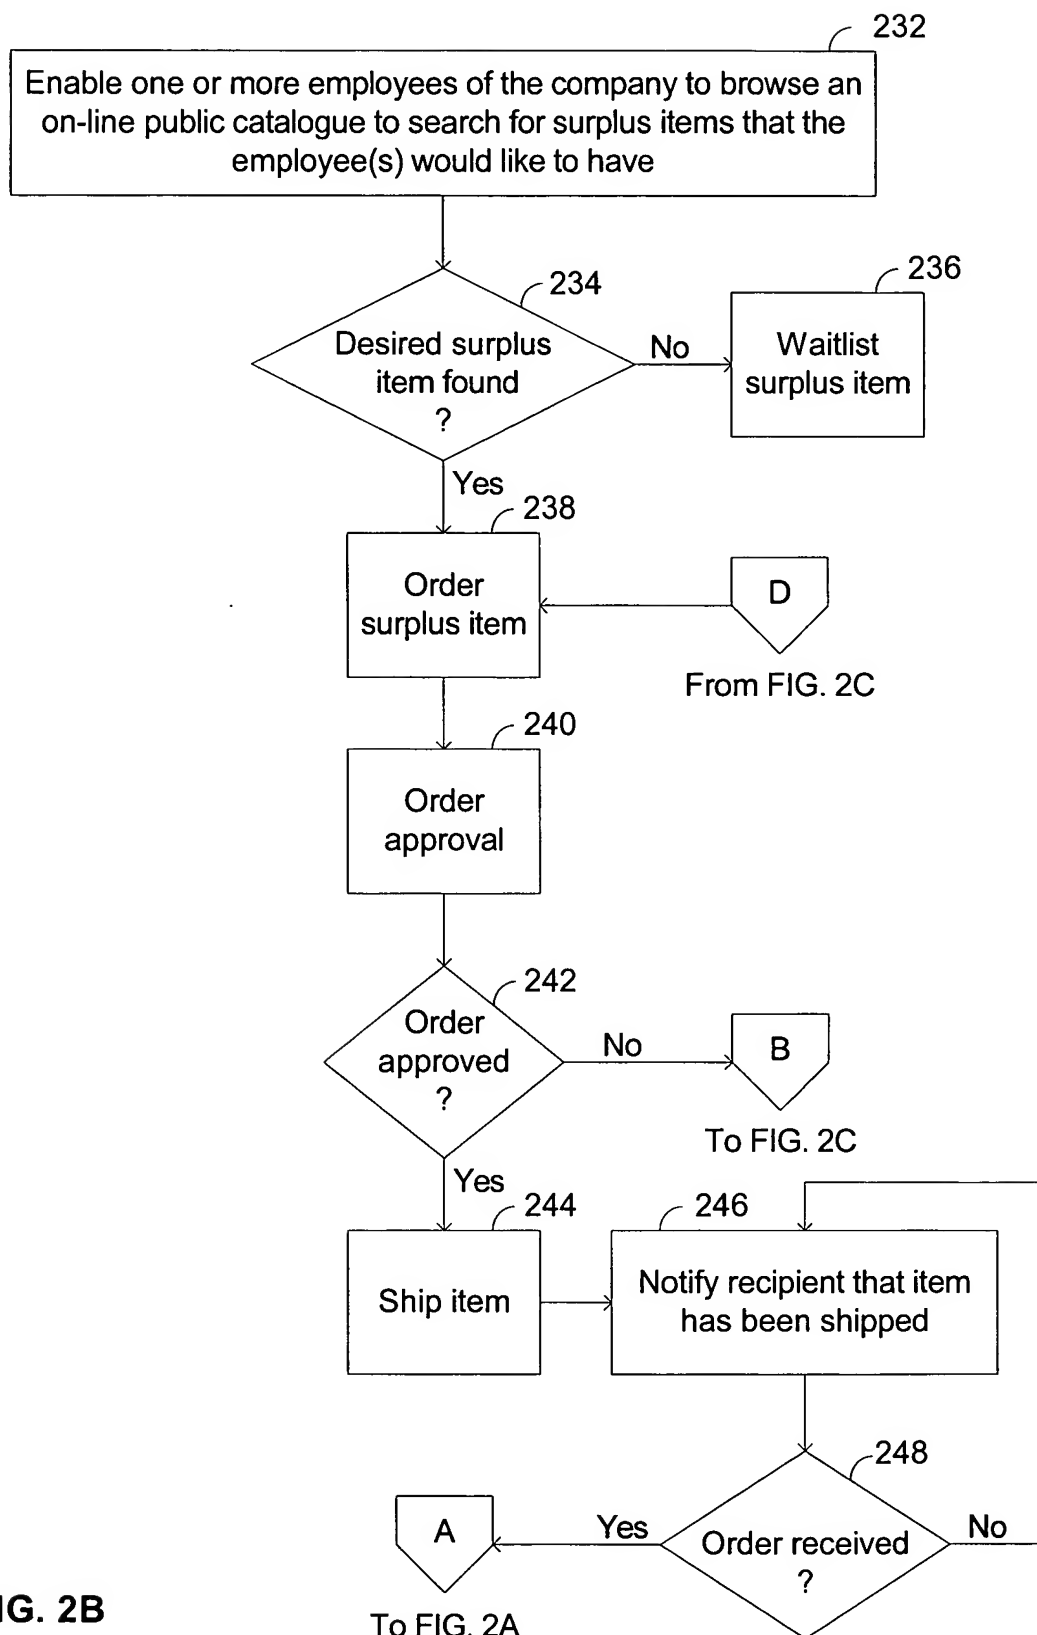 232
Enable one or more employees of the company to browse an
on-line public catalogue to search for surplus items that the
employee(s) would like to have
234
236
Desired surplus
item found
?
No
Waitlist
surplus item
Yes
238
Order
surplus item
D
From FIG. 2C
240
Order
approval
242
Order
approved
?
No
B
To FIG. 2C
Yes
244
246
Ship item
Notify recipient that item
has been shipped
248
A
Yes
Order received
?
No
IG. 2B
To FIG. 2A